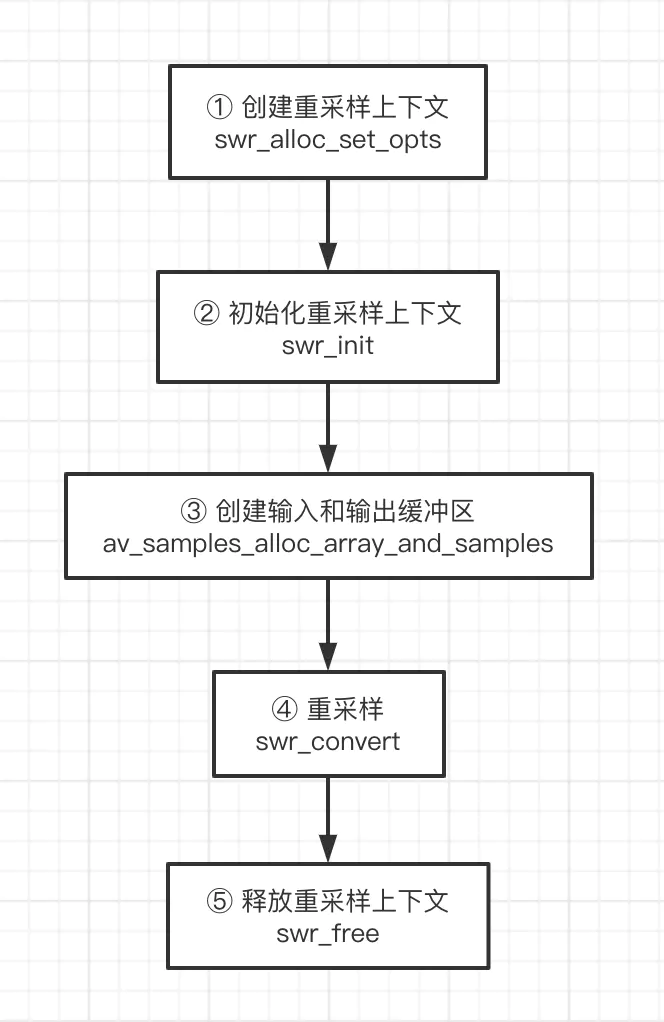 ① 创建重采样上下文
swr_alloc_set_opts
② 初始化重采样上下文
swr_init
③ 创建输入和输出缓冲区
av_samples_alloc_array_and_samples
④ 重采样
swr_convert
⑤ 释放重采样上下文
swr_free